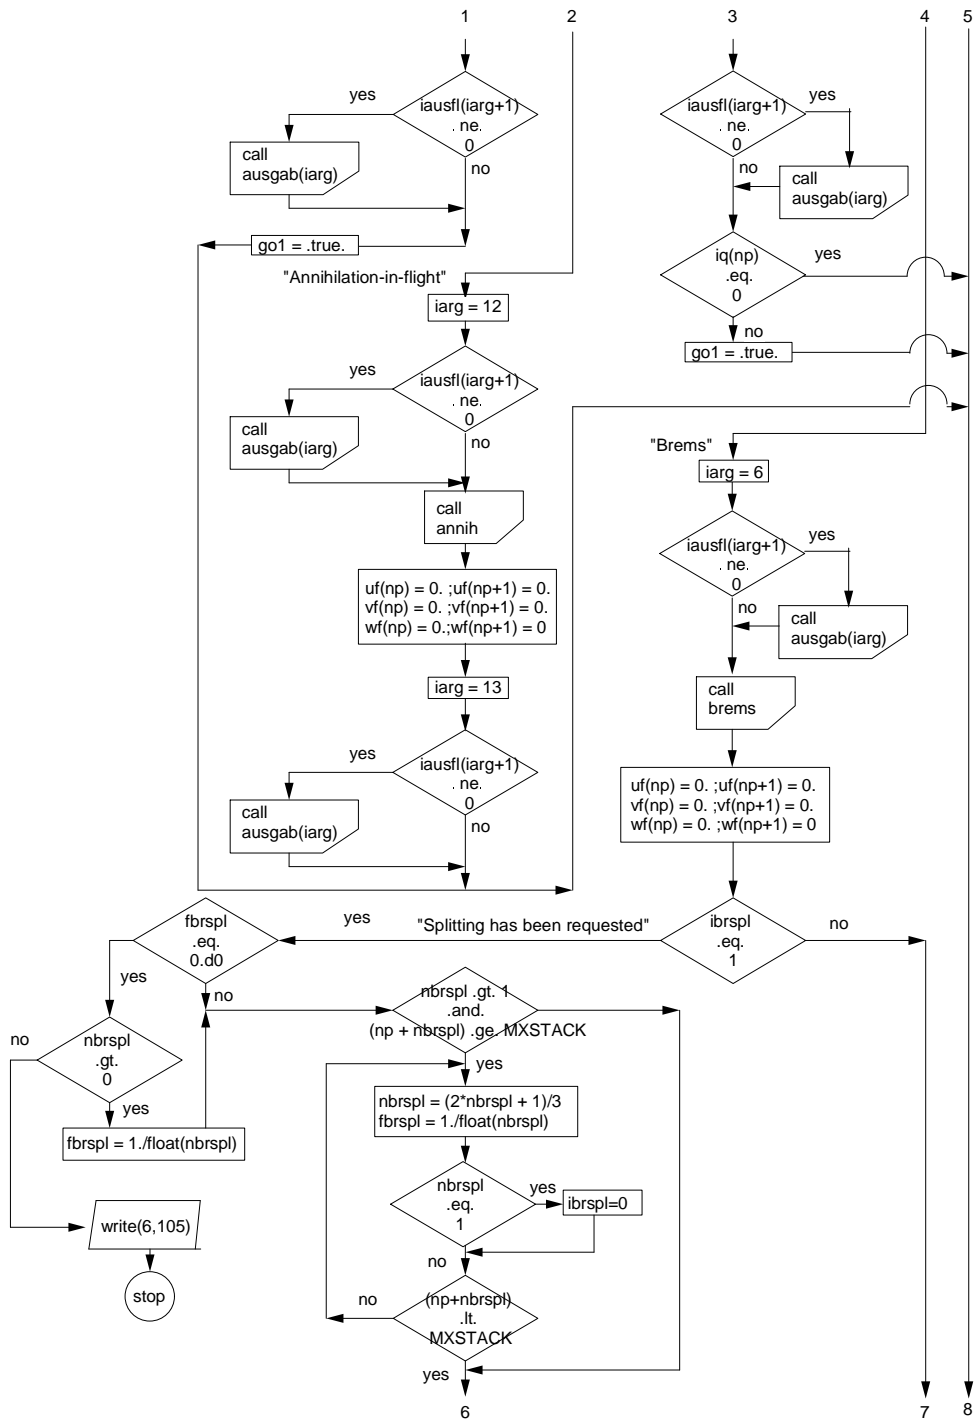 1
2
3
4
5
iausfl(iarg+1)
. ne.
0
yes
no
call
ausgab(iarg)
go1 = .true.
iausfl(iarg+1)
. ne.
0
yes
no
call
ausgab(iarg)
iq(np)
.eq.
0
yes
no
go1 = .true.
"Annihilation-in-flight"
iarg = 12
iausfl(iarg+1)
. ne.
0
yes
no
call
ausgab(iarg)
call
annih
uf(np) = 0. ;uf(np+1) = 0.
vf(np) = 0. ;vf(np+1) = 0.
wf(np) = 0.;wf(np+1) = 0
iarg = 13
iausfl(iarg+1)
. ne.
0
yes
no
call
ausgab(iarg)
"Brems"
iarg = 6
iausfl(iarg+1)
. ne.
0
yes
no
call
ausgab(iarg)
call
brems
uf(np) = 0. ;uf(np+1) = 0.
vf(np) = 0. ;vf(np+1) = 0.
wf(np) = 0. ;wf(np+1) = 0
ibrspl
.eq.
1
no
yes
"Splitting has been requested"
fbrspl
.eq.
0.d0
yes
no
nbrspl
.gt.
0
no
yes
fbrspl = 1./float(nbrspl)
write(6,105)
stop
nbrspl .gt. 1
.and.
(np + nbrspl) .ge. MXSTACK
yes
nbrspl = (2*nbrspl + 1)/3
fbrspl = 1./float(nbrspl)
nbrspl
.eq.
1
yes
ibrspl=0
no
(np+nbrspl)
.lt.
MXSTACK
no
yes
6
7
8